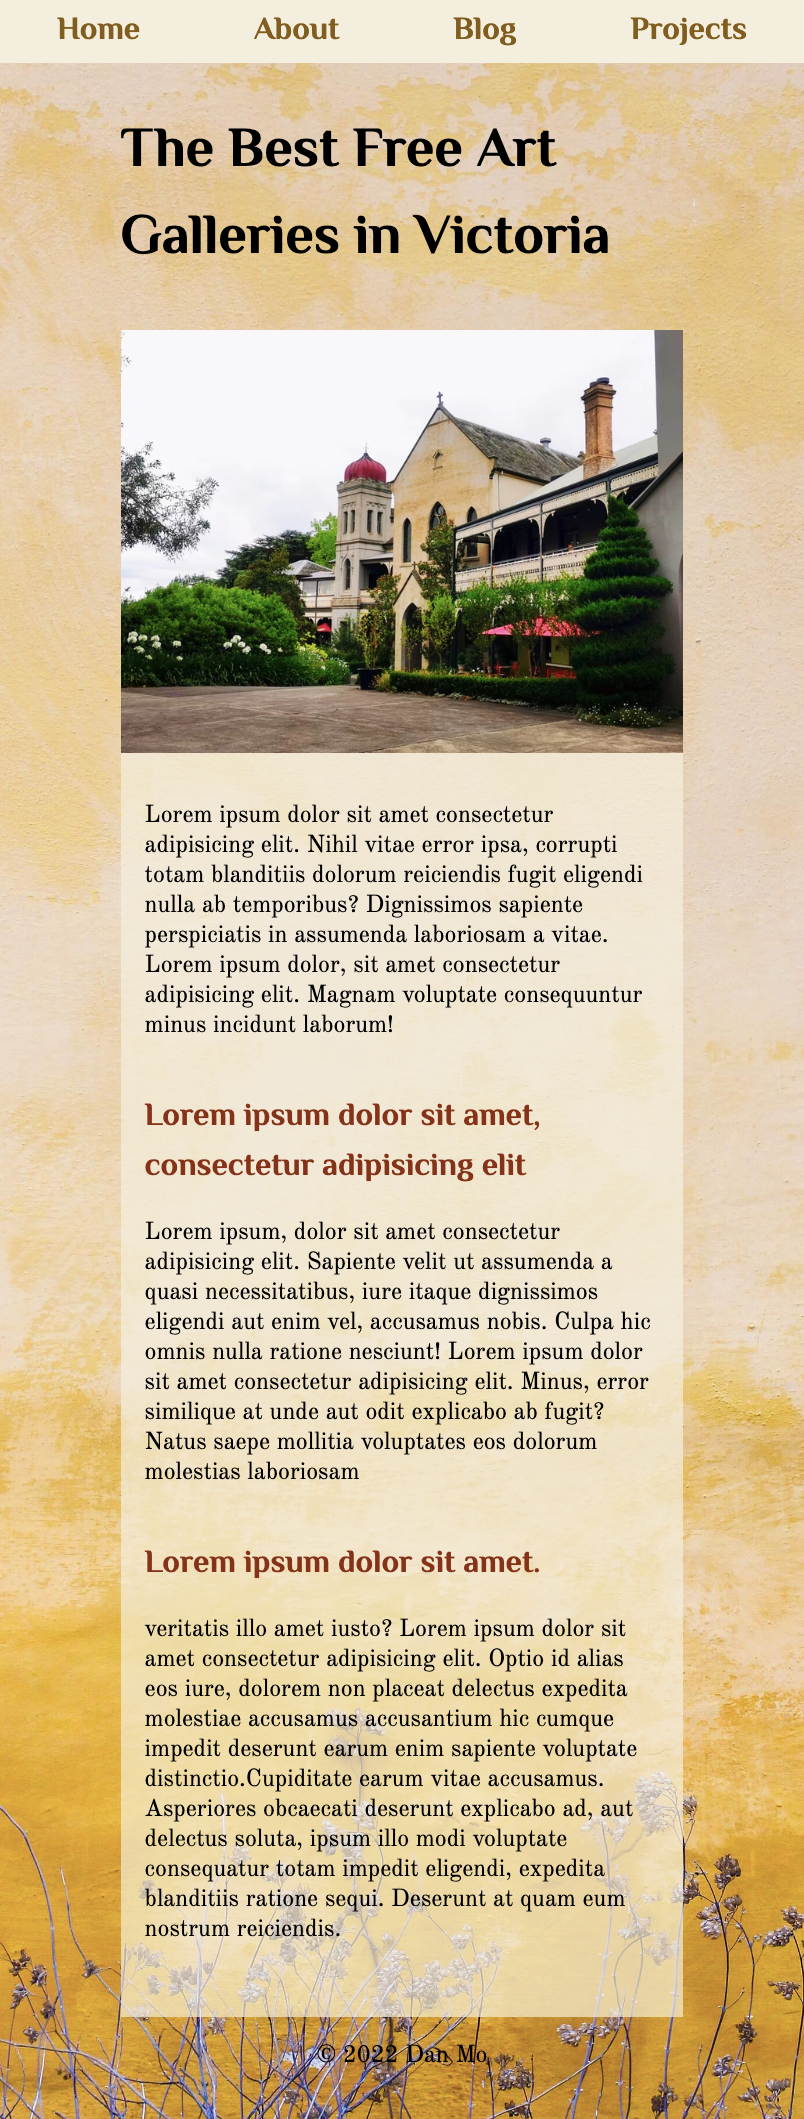 Home About Blog Projects
The Best Free Art
Galleries in Victoria
Lorem ipsum dolor sit amet consectetur
adipisicing elit. Nihil vitae error ipsa, corrupti
totam blanditiis dolorum reiciendis fugit eligendi
nulla ab temporibus? Dignissimos sapiente
perspiciatis in assumenda laboriosam a vitae.
Lorem ipsum dolor, sit amet consectetur
adipisicing elit. Magnam voluptate consequuntur
minus incidunt laborum!
Lorem ipsum dolor sit amet,
consectetur adipisicing elit
Lorem ipsum, dolor sit amet consectetur
adipisicing elit. Sapiente velit ut assumenda a
quasi necessitatibus, iure itaque dignissimos
eligendi aut enim vel, accusamus nobis. Culpa hic
omnis nulla ratione nesciunt! Lorem ipsum dolor
sit amet consectetur adipisicing elit. Minus, error
similique at unde aut odit explicabo ab fugit?
Natus saepe mollitia voluptates eos dolorum
molestias laboriosam
Lorem ipsum dolor sit amet.
veritatis illo amet iusto? Lorem ipsum dolor sit
amet consectetur adipisicing elit. Optio id alias
eos iure, dolorem non placeat delectus expedita
molestiae accusamus accusantium hic cumque
impedit deserunt earum enim sapiente voluptate
distinctio.Cupiditate earum vitae accusamus.
Asperiores obcaecati deserunt explicabo ad, aut
delectus soluta, ipsum illo modi voluptate
consequatur totam impedit eligendi, expedita
blanditiis ratione sequi. Deserunt at quam eum
nostrum reiciendis.
© 2022 Dan Mo